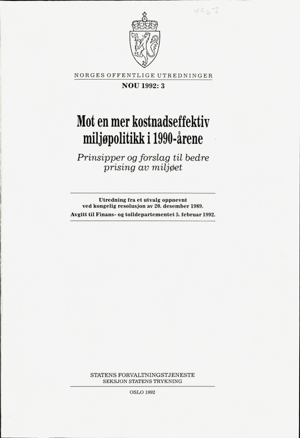 NORGES OFFENTLIGE UTREDNINGER
NOU 1992: 3
Mot en mer kostnadseffektiv
miljøpolitikk i 1990-årene
Prinsipper og forslag til bedre
prising av miljøet
Utredning fra et utvalg oppnevnt
ved kongelig resolusjon av 20. desember 1989.
Avgitt til Finans- og tolldepartementet 5. februar 1992.
STATENS FORVALTNINGSTJENESTE
SEKSJON STATENS TRYKNING
OSLO 1992